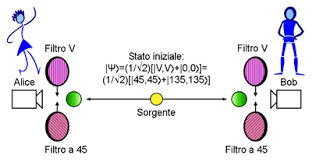 Stato iniziale:
|Ψ⟩=(1/√2)[|V,V⟩+|0,0⟩]=
(1/√2)[|45,45⟩+|135,135⟩]
Filtro V
Filtro V
Alice
Bob
Sorgente
Filtro a 45
Filtro a 45